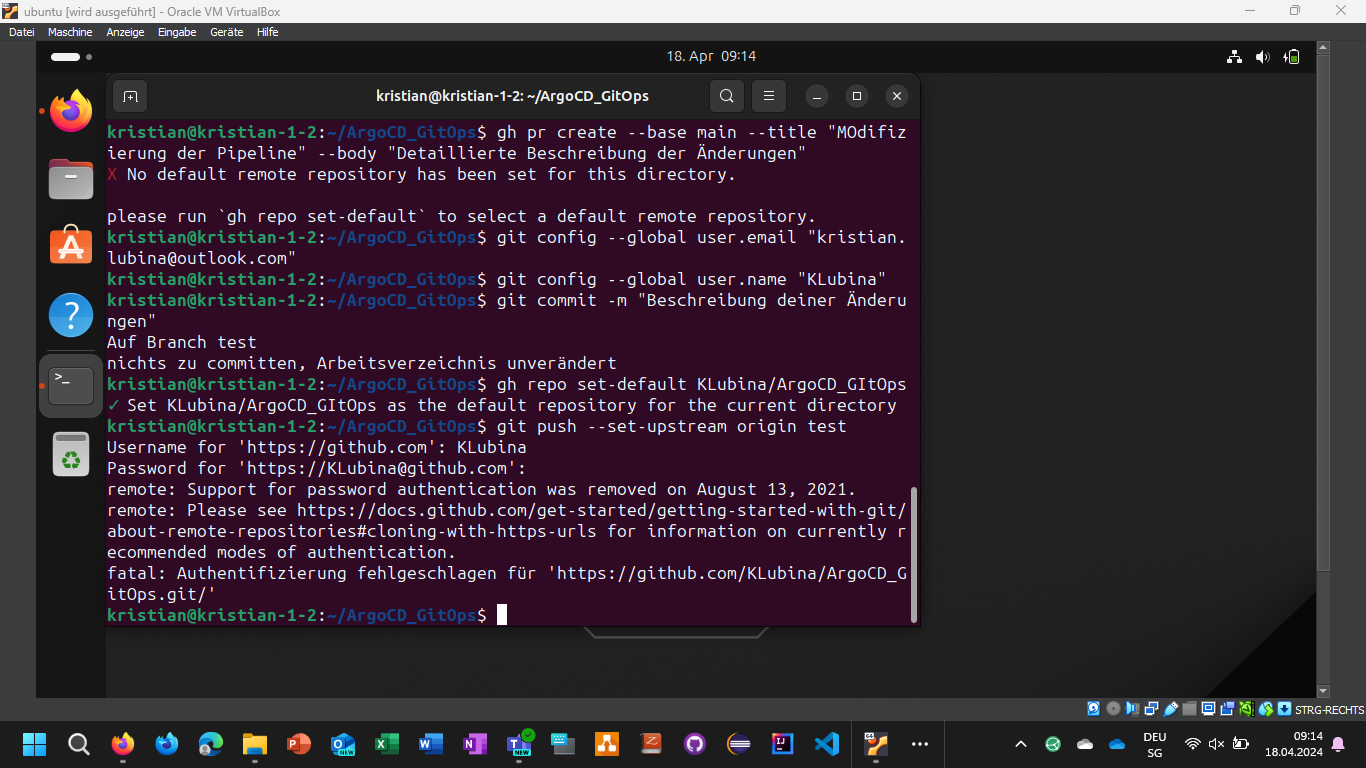 ubuntu [wird ausgeführt] - Oracle VM VirtualBox
Datei Maschine Anzeige Eingabe Geräte Hilfe
18. Apr 09:14
kristian@kristian-1-2: ~/ArgoCD_GitOps
kristian@kristian-1-2:~/ArgoCD_GitOps$ gh pr create --base main --title "MOdifiz
ierung der Pipeline" --body "Detaillierte Beschreibung der Änderungen"
X No default remote repository has been set for this directory.
please run `gh repo set-default` to select a default remote repository.
kristian@kristian-1-2:~/ArgoCD_GitOps$ git config --global user.email "kristian.
lubina@outlook.com"
kristian@kristian-1-2:~/ArgoCD_GitOps$ git config --global user.name "KLubina"
kristian@kristian-1-2:~/ArgoCD_GitOps$ git commit -m "Beschreibung deiner Änderu
ngen"
Auf Branch test
nichts zu committen, Arbeitsverzeichnis unverändert
kristian@kristian-1-2:~/ArgoCD_GitOps$ gh repo set-default KLubina/ArgoCD_GItOps
✓ Set KLubina/ArgoCD_GItOps as the default repository for the current directory
kristian@kristian-1-2:~/ArgoCD_GitOps$ git push --set-upstream origin test
Username for 'https://github.com': KLubina
Password for 'https://KLubina@github.com':
remote: Support for password authentication was removed on August 13, 2021.
remote: Please see https://docs.github.com/get-started/getting-started-with-git/
about-remote-repositories#cloning-with-https-urls for information on currently r
ecommended modes of authentication.
fatal: Authentifizierung fehlgeschlagen für 'https://github.com/KLubina/ArgoCD_G
itOps.git/'
kristian@kristian-1-2:~/ArgoCD_GitOps$
STRG-RECHTS
DEU
SG
09:14
18.04.2024